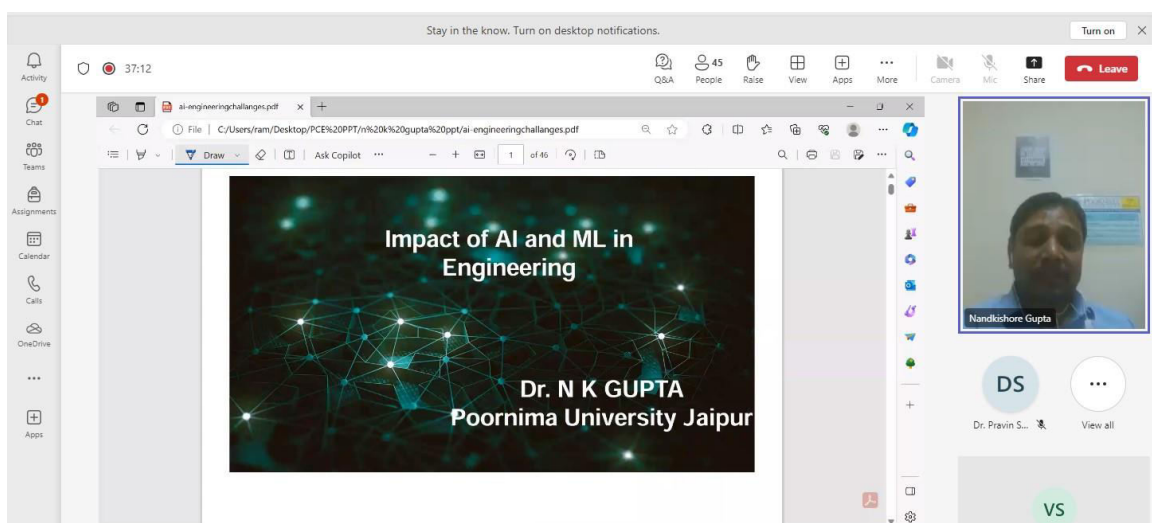 Stay in the know. Turn on desktop notifications.
Turn on
37:12
Q&A
45
People
Raise
View
Apps
More
Camera
Mic
Share
Leave
Activity
1
Chat
Teams
Assignments
Calendar
Calls
OneDrive
Apps
ai-engineeringchallanges.pdf
File | C:/Users/ram/Desktop/PCE%20PPT/n%20k%20gupta%20ppt/ai-engineeringchallanges.pdf
Draw
Ask Copilot
1 of 46
Impact of AI and ML in
Engineering
Dr. N K GUPTA
Poornima University Jaipur
Nandkishore Gupta
DS
Dr. Pravin S...
View all
VS